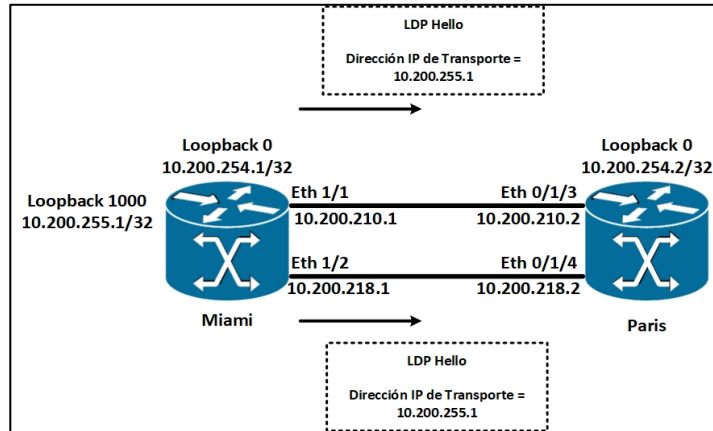 LDP Hello
Dirección IP de Transporte =
10.200.255.1
Loopback 0
10.200.254.1/32
Loopback 0
10.200.254.2/32
Loopback 1000
10.200.255.1/32
Eth 1/1
Eth 0/1/3
10.200.210.1
10.200.210.2
Eth 1/2
Eth 0/1/4
10.200.218.1
10.200.218.2
Miami
Paris
LDP Hello
Dirección IP de Transporte =
10.200.255.1